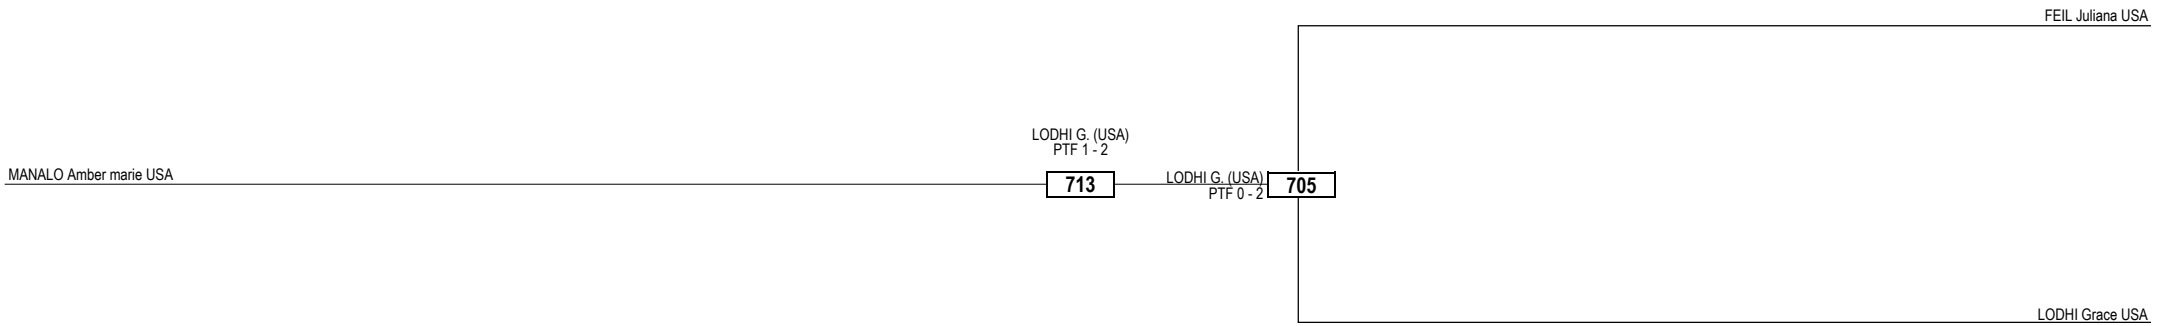 FEIL Juliana USA
LODHI G. (USA)
PTF 1 - 2
MANALO Amber marie USA
713
LODHI G. (USA)
PTF 0 - 2
705
LODHI Grace USA